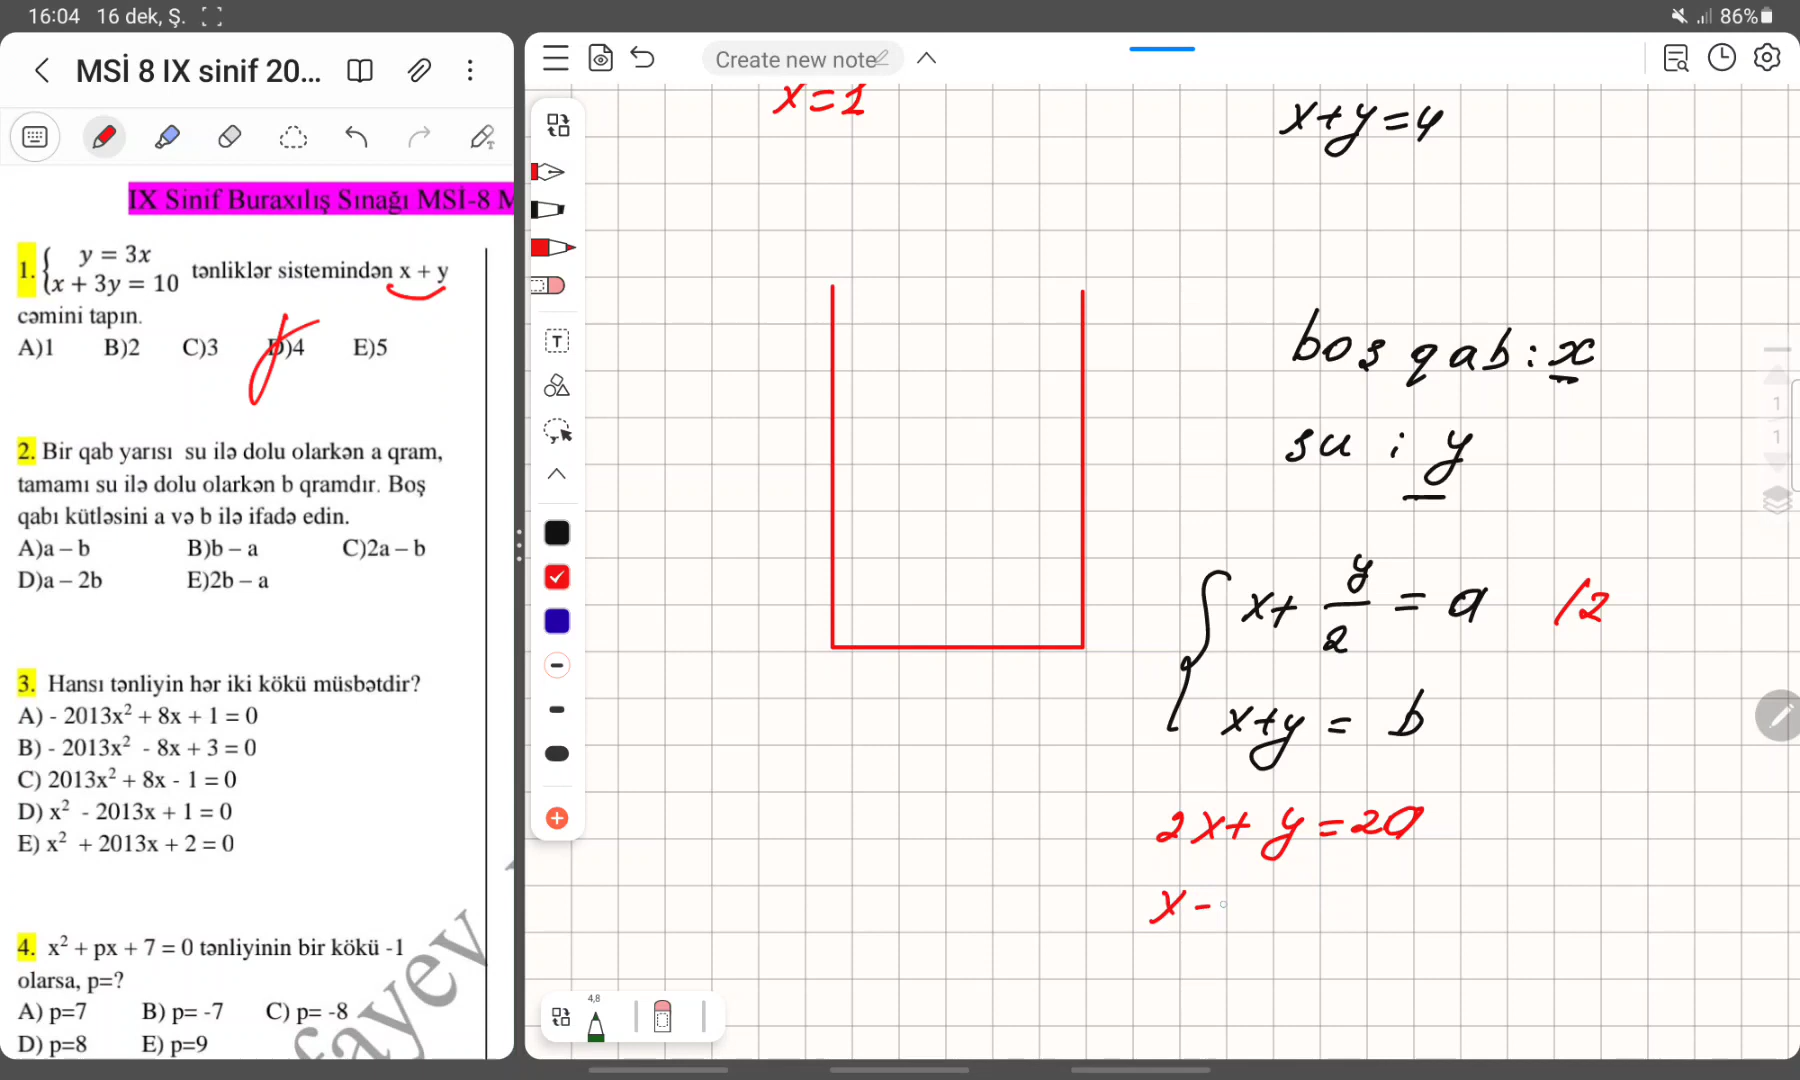 16:04 16 dek, Ş. 86%
MSİ 8 IX sinif 20...
IX Sinif Buraxılış Sınağı MSİ-8 M
1. { y = 3x
x + 3y = 10 tənliklər sistemindən x + y
cəmini tapın.
A)1 B)2 C)3 D)4 E)5
2. Bir qab yarısı su ilə dolu olarkən a qram,
tamamı su ilə dolu olarkən b qramdır. Boş
qabı kütləsini a və b ilə ifadə edin.
A)a – b B)b – a C)2a – b
D)a – 2b E)2b – a
3. Hansı tənliyin hər iki kökü müsbətdir?
A) - 2013x² + 8x + 1 = 0
B) - 2013x² - 8x + 3 = 0
C) 2013x² + 8x - 1 = 0
D) x² - 2013x + 1 = 0
E) x² + 2013x + 2 = 0
4. x² + px + 7 = 0 tənliyinin bir kökü -1
olarsa, p=?
A) p=7 B) p= -7 C) p= -8
D) p=8 E) p=9
fayev
Create new note
T
4,8
1
1
x=1
x+y=4
boş qab: x
su : y
x+ y/2 = a /2
x+y = b
2x+y=2a
x -